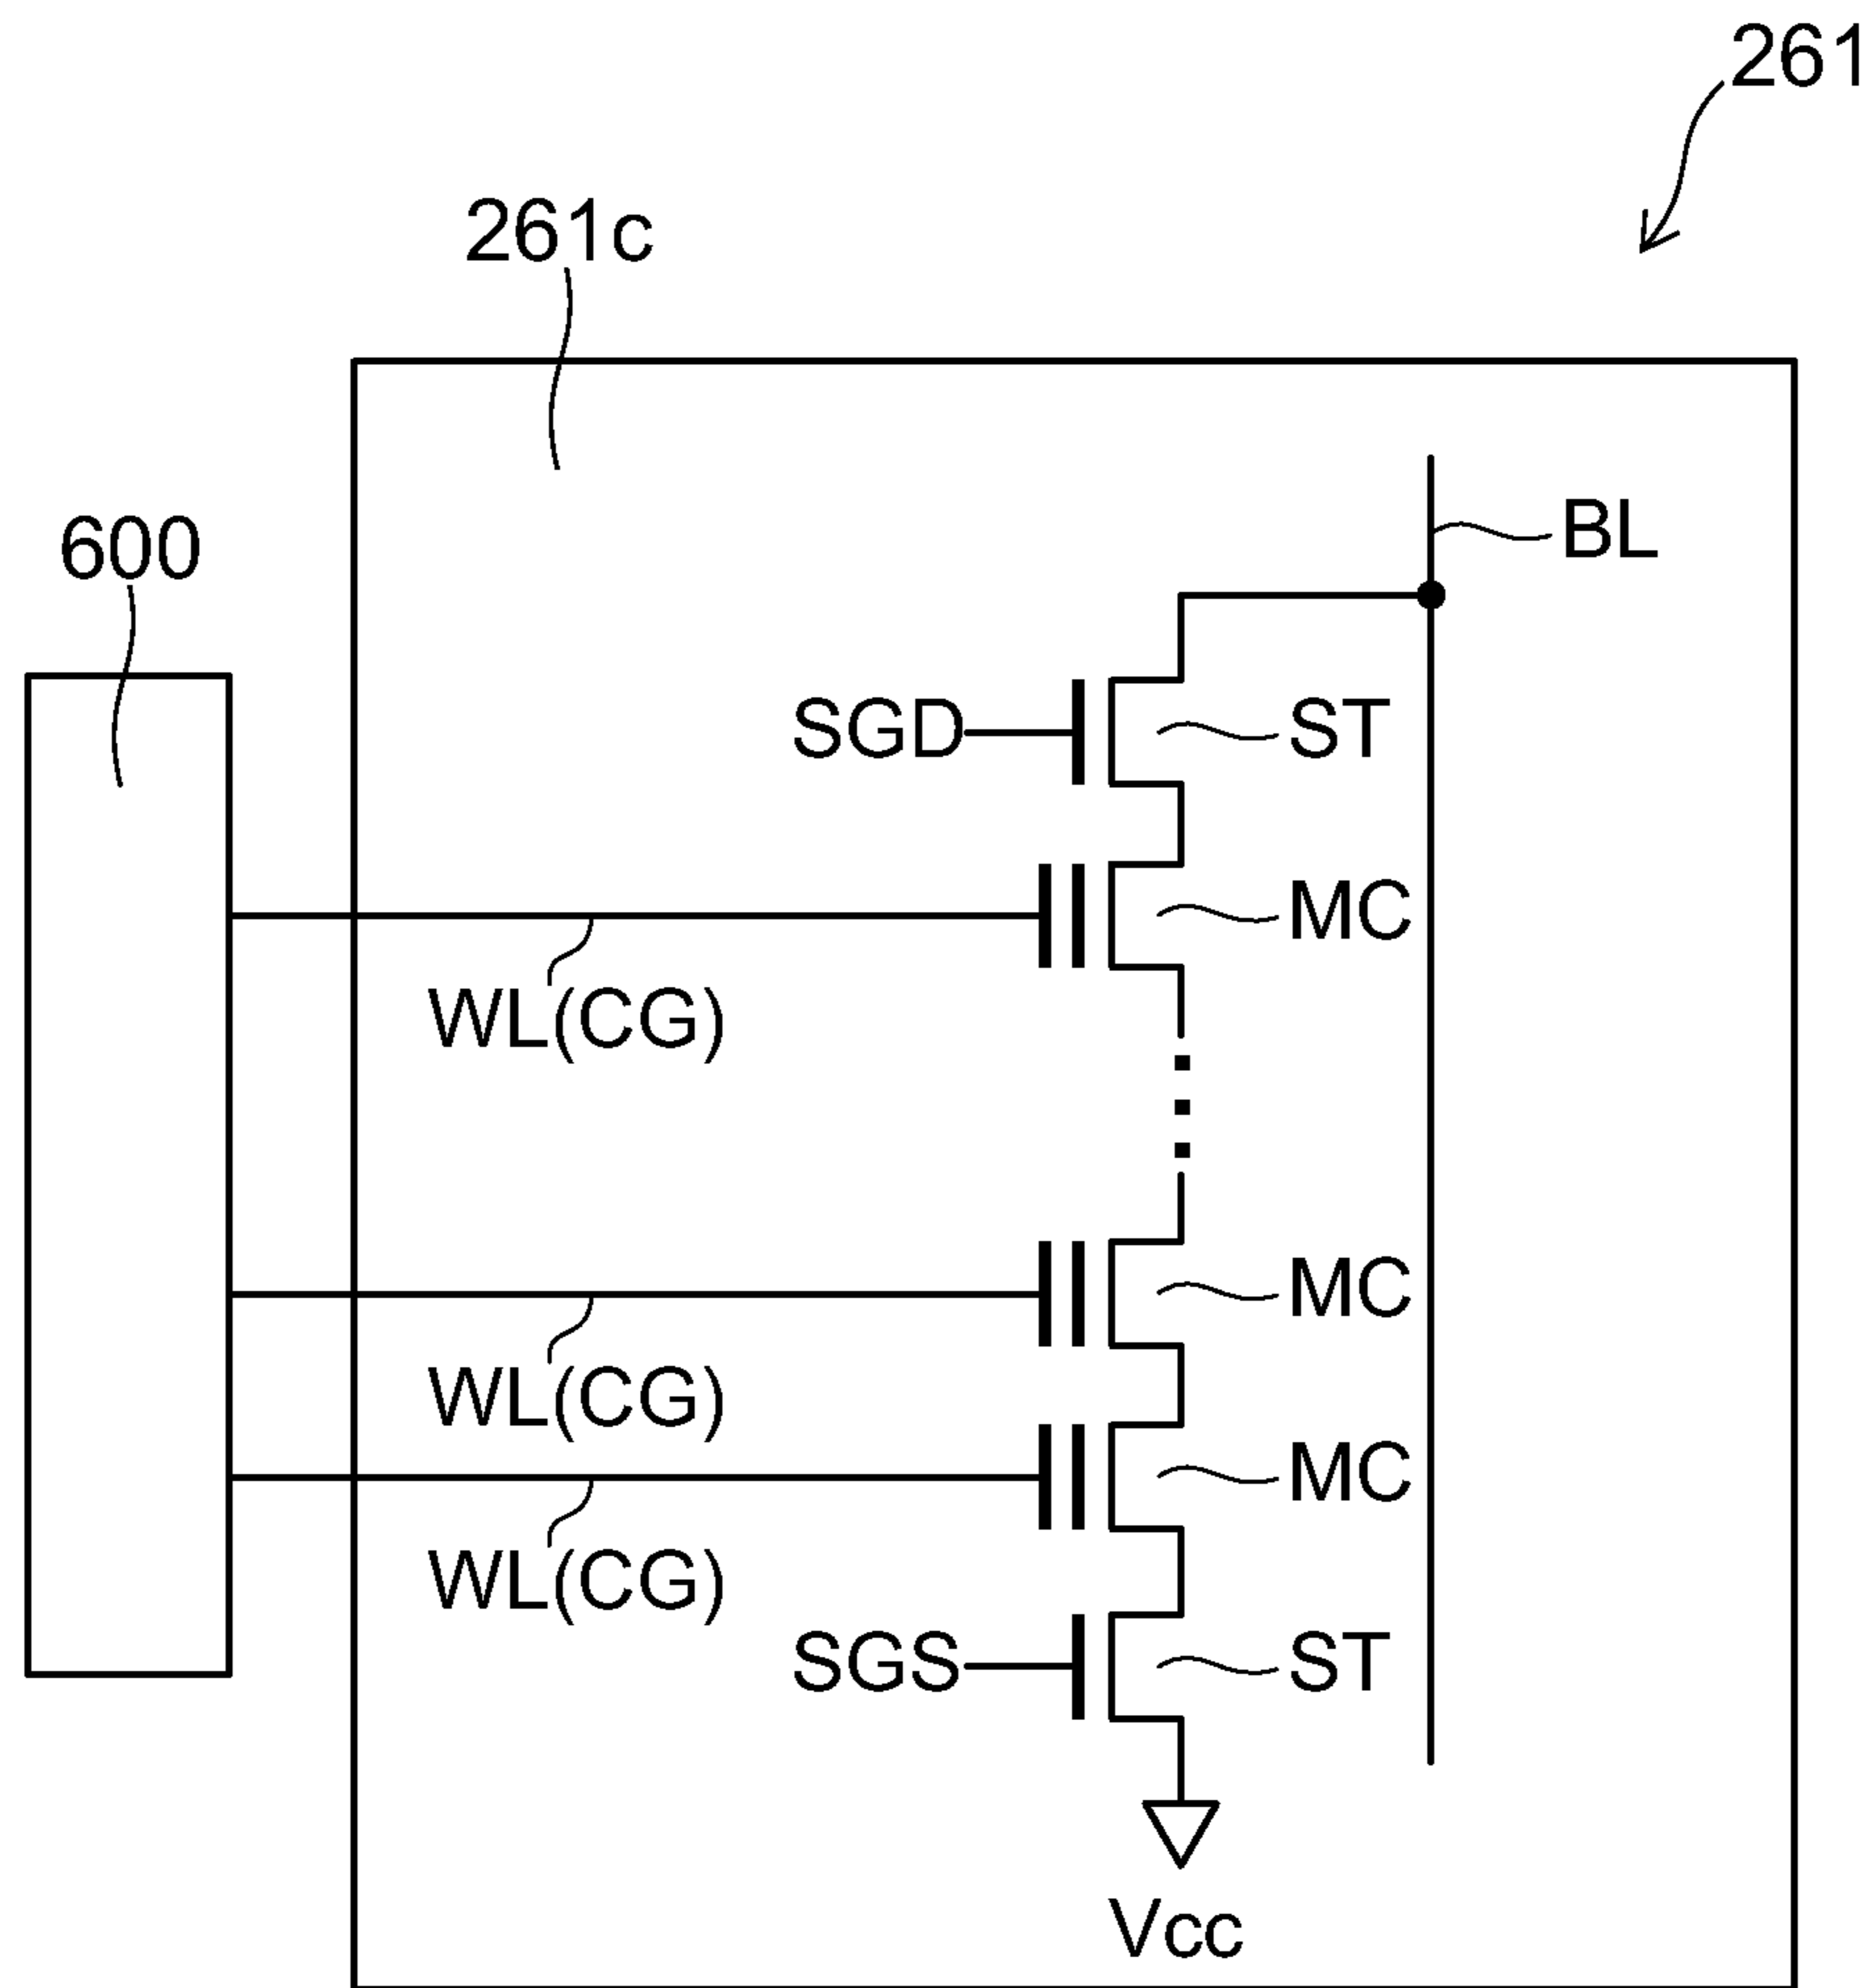 261
261c
600
BL
SGD
ST
MC
WL(CG)
MC
WL(CG)
MC
WL(CG)
SGS
ST
Vcc